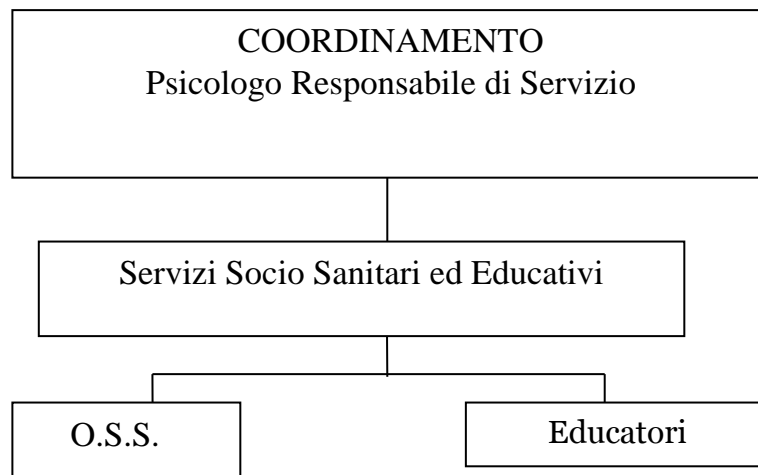 COORDINAMENTO
Psicologo Responsabile di Servizio
Servizi Socio Sanitari ed Educativi
O.S.S.
Educatori